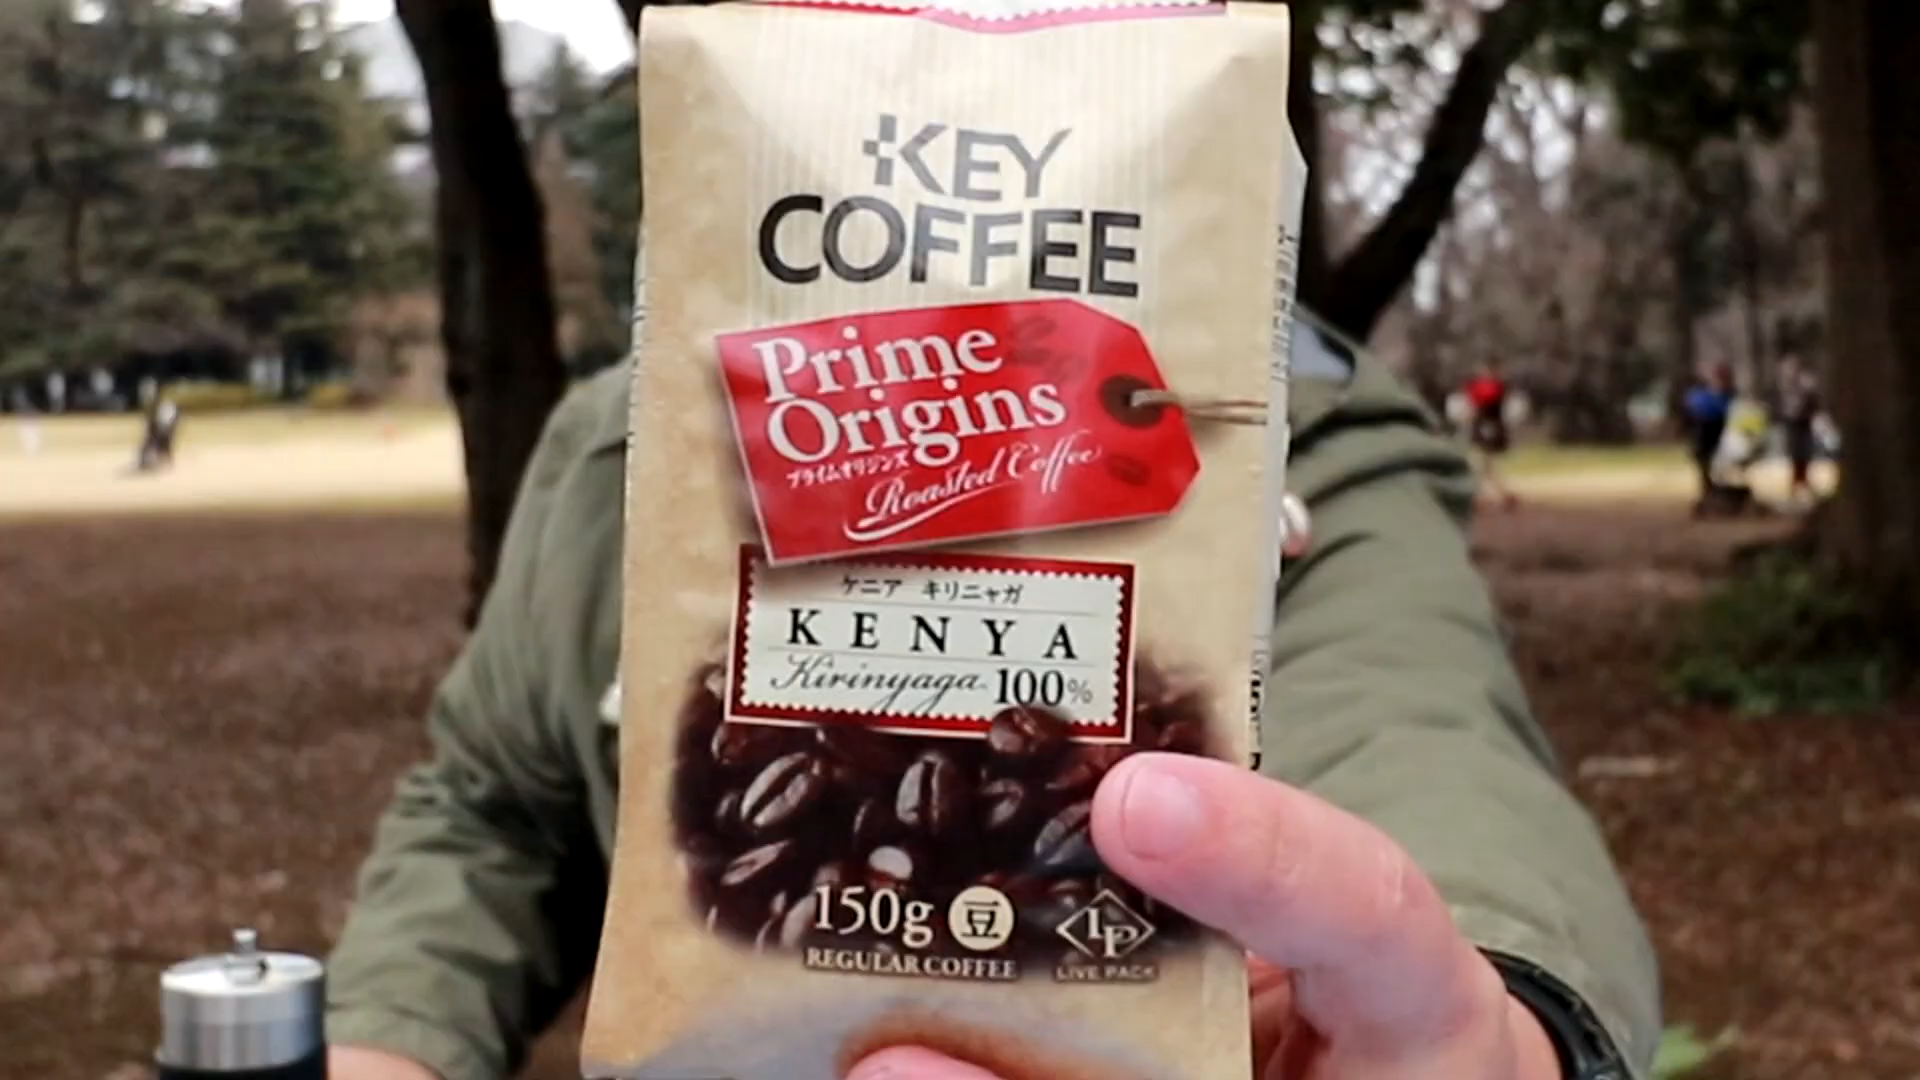 KEY
COFFEE
Prime
Origins
プライムオリジンズ
Roasted Coffee
ケニア キリニャガ
KENYA
Kirinyaga 100%
150g 豆
REGULAR COFFEE
LP
LIVE PACK